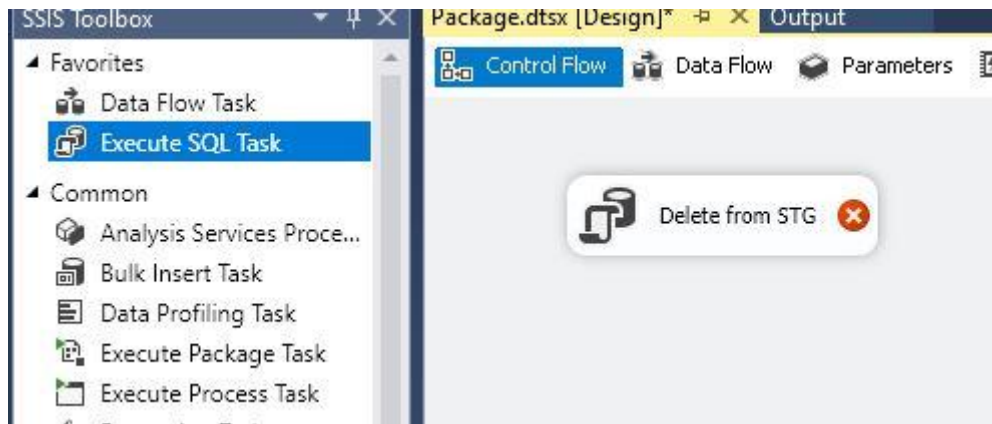 SSIS Toolbox
Package.dtsx [Design]*
Output
Favorites
Control Flow
Data Flow
Parameters
Data Flow Task
Execute SQL Task
Common
Delete from STG
Analysis Services Proce...
Bulk Insert Task
Data Profiling Task
Execute Package Task
Execute Process Task